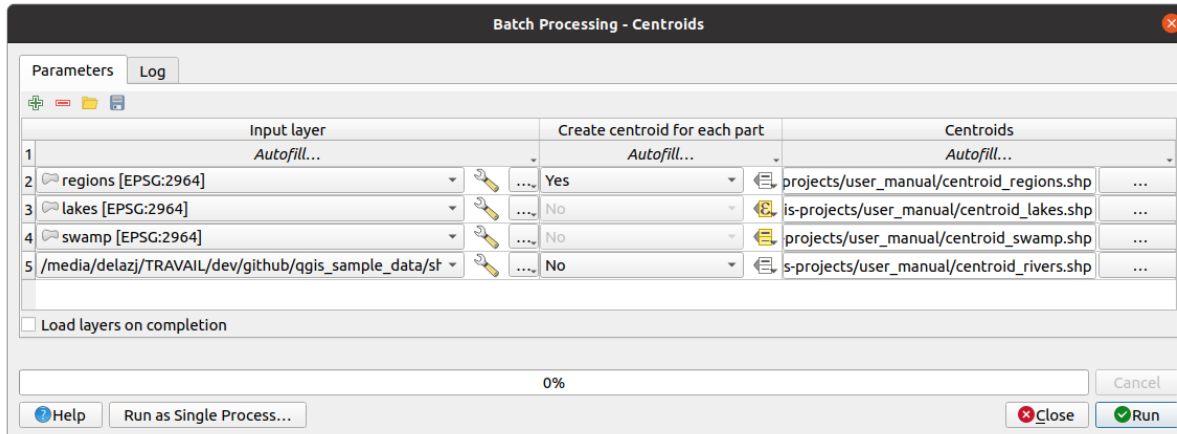 Batch Processing - Centroids
Parameters Log
Input layer Create centroid for each part Centroids
1 Autofill... Autofill... Autofill...
2 regions [EPSG:2964] ... Yes projects/user_manual/centroid_regions.shp ...
3 lakes [EPSG:2964] ... No ε is-projects/user_manual/centroid_lakes.shp ...
4 swamp [EPSG:2964] ... No projects/user_manual/centroid_swamp.shp ...
5 /media/delazj/TRAVAIL/dev/github/qgis_sample_data/sh ... No s-projects/user_manual/centroid_rivers.shp ...
Load layers on completion
0% Cancel
Help Run as Single Process... Close Run